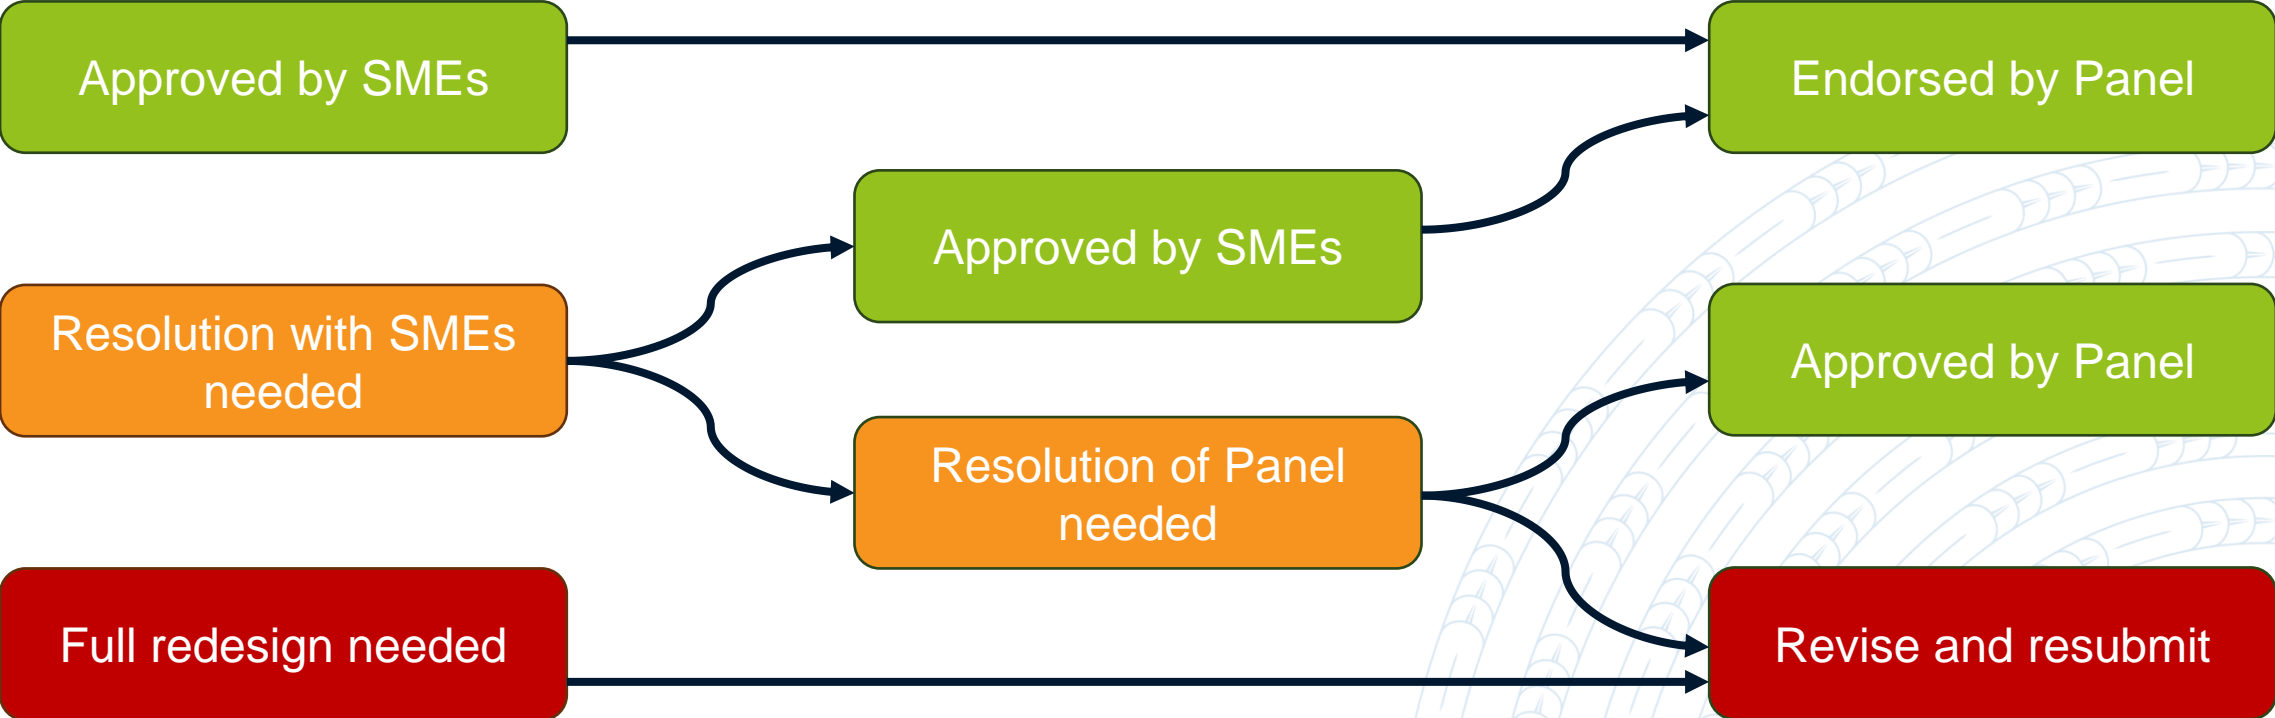 Approved by SMEs
Endorsed by Panel
Approved by SMEs
Resolution with SMEs
needed
Approved by Panel
Resolution of Panel
needed
Full redesign needed
Revise and resubmit